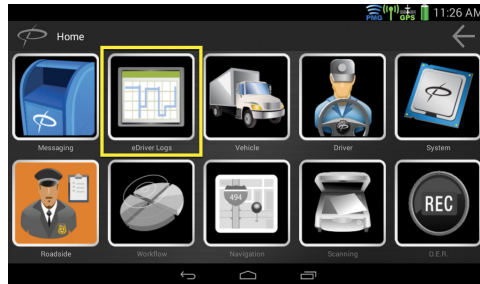 PMG GPS 11:26 AM
Home
Messaging eDriver Logs Vehicle Driver System
494
REC
Roadside Workflow Navigation Scanning O.E.R.